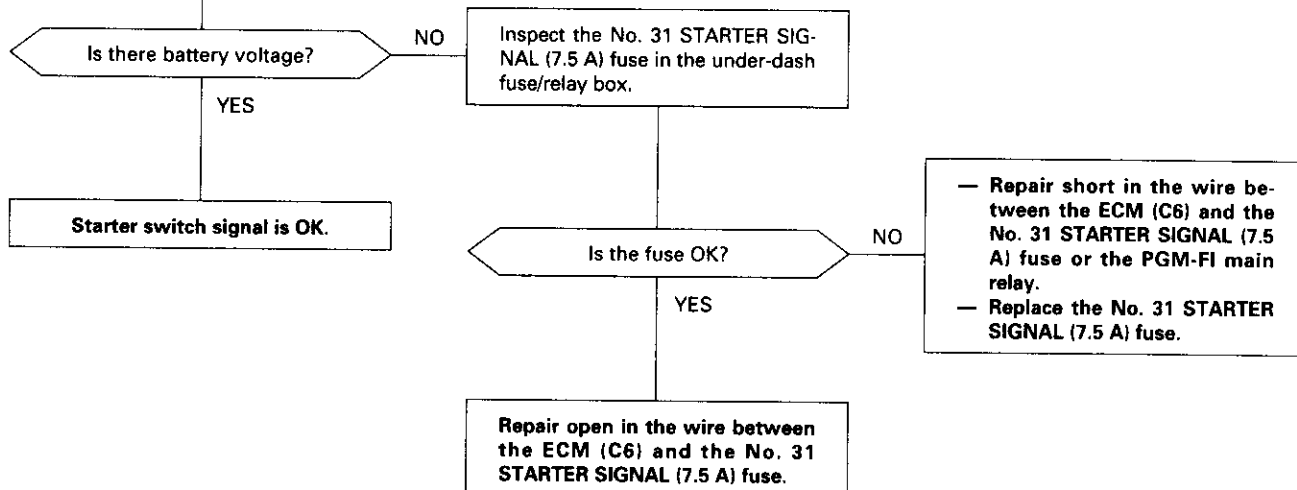 Is there battery voltage?
NO
Inspect the No. 31 STARTER SIG-
NAL (7.5 A) fuse in the under-dash
fuse/relay box.
YES
Starter switch signal is OK.
Is the fuse OK?
NO
— Repair short in the wire be-
tween the ECM (C6) and the
No. 31 STARTER SIGNAL (7.5
A) fuse or the PGM-FI main
relay.
— Replace the No. 31 STARTER
SIGNAL (7.5 A) fuse.
YES
Repair open in the wire between
the ECM (C6) and the No. 31
STARTER SIGNAL (7.5 A) fuse.